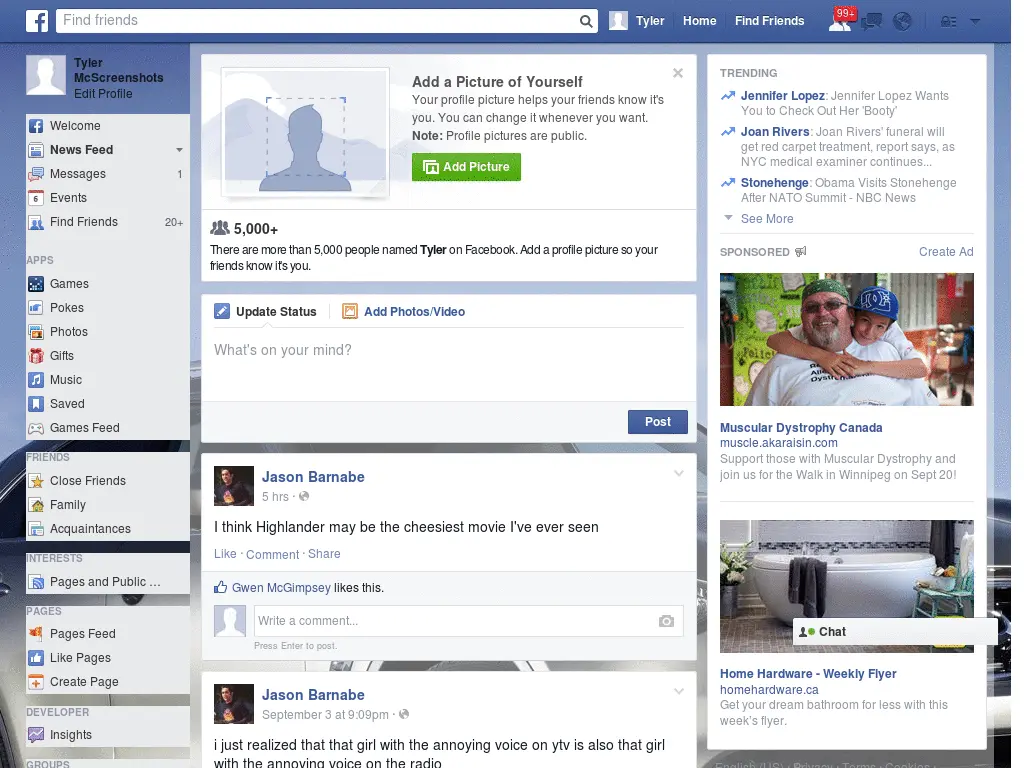 Find friends
Tyler
Home
Find Friends
99+
Tyler
McScreenshots
Edit Profile
Welcome
News Feed
Messages
1
Events
Find Friends
20+
APPS
Games
Pokes
Photos
Gifts
Music
Saved
Games Feed
FRIENDS
Close Friends
Family
Acquaintances
INTERESTS
Pages and Public ...
PAGES
Pages Feed
Like Pages
Create Page
DEVELOPER
Insights
GROUPS
Add a Picture of Yourself
Your profile picture helps your friends know it's
you. You can change it whenever you want.
Note: Profile pictures are public.
Add Picture
5,000+
There are more than 5,000 people named Tyler on Facebook. Add a profile picture so your
friends know it's you.
Update Status
Add Photos/Video
What's on your mind?
Post
Jason Barnabe
5 hrs ·
I think Highlander may be the cheesiest movie I've ever seen
Like · Comment · Share
Gwen McGimpsey likes this.
Write a comment...
Press Enter to post.
Jason Barnabe
September 3 at 9:09pm ·
i just realized that that girl with the annoying voice on ytv is also that girl
with the annoying voice on the radio
TRENDING
Jennifer Lopez: Jennifer Lopez Wants
You to Check Out Her 'Booty'
Joan Rivers: Joan Rivers' funeral will
get red carpet treatment, report says, as
NYC medical examiner continues...
Stonehenge: Obama Visits Stonehenge
After NATO Summit - NBC News
See More
SPONSORED
Create Ad
Muscular Dystrophy Canada
muscle.akaraisin.com
Support those with Muscular Dystrophy and
join us for the Walk in Winnipeg on Sept 20!
Chat
Home Hardware - Weekly Flyer
homehardware.ca
Get your dream bathroom for less with this
week's flyer.
English (US) · Privacy · Terms · Cookies ·